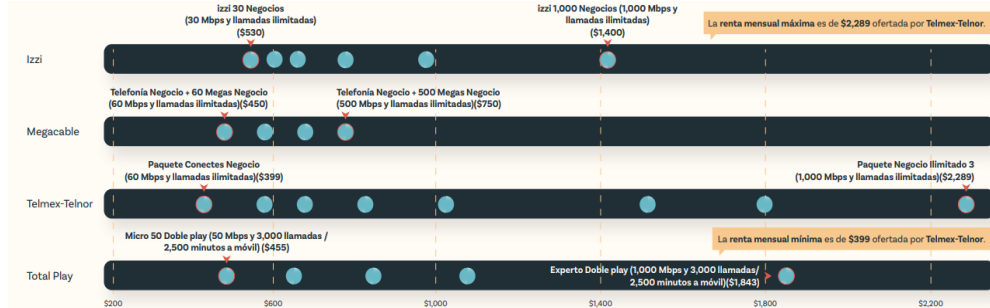 izzi 30 Negocios
(30 Mbps y llamadas ilimitadas)
($530)
izzi 1,000 Negocios (1,000 Mbps y
llamadas ilimitadas)
($1,400)
La renta mensual máxima es de $2,289 ofertada por Telmex-Telnor.
Izzi
Telefonía Negocio + 60 Megas Negocio
(60 Mbps y llamadas ilimitadas)($450)
Telefonía Negocio + 500 Megas Negocio
(500 Mbps y llamadas ilimitadas)($750)
Megacable
Paquete Conectes Negocio
(60 Mbps y llamadas ilimitadas)($399)
Paquete Negocio Ilimitado 3
(1,000 Mbps y llamadas ilimitadas)($2,289)
Telmex-Telnor
Micro 50 Doble play (50 Mbps y 3,000 llamadas /
2,500 minutos a móvil) ($455)
La renta mensual mínima es de $399 ofertada por Telmex-Telnor.
Total Play
Experto Doble play (1,000 Mbps y 3,000 llamadas/
2,500 minutos a móvil)($1,843)
$200
$600
$1,000
$1,400
$1,800
$2,200